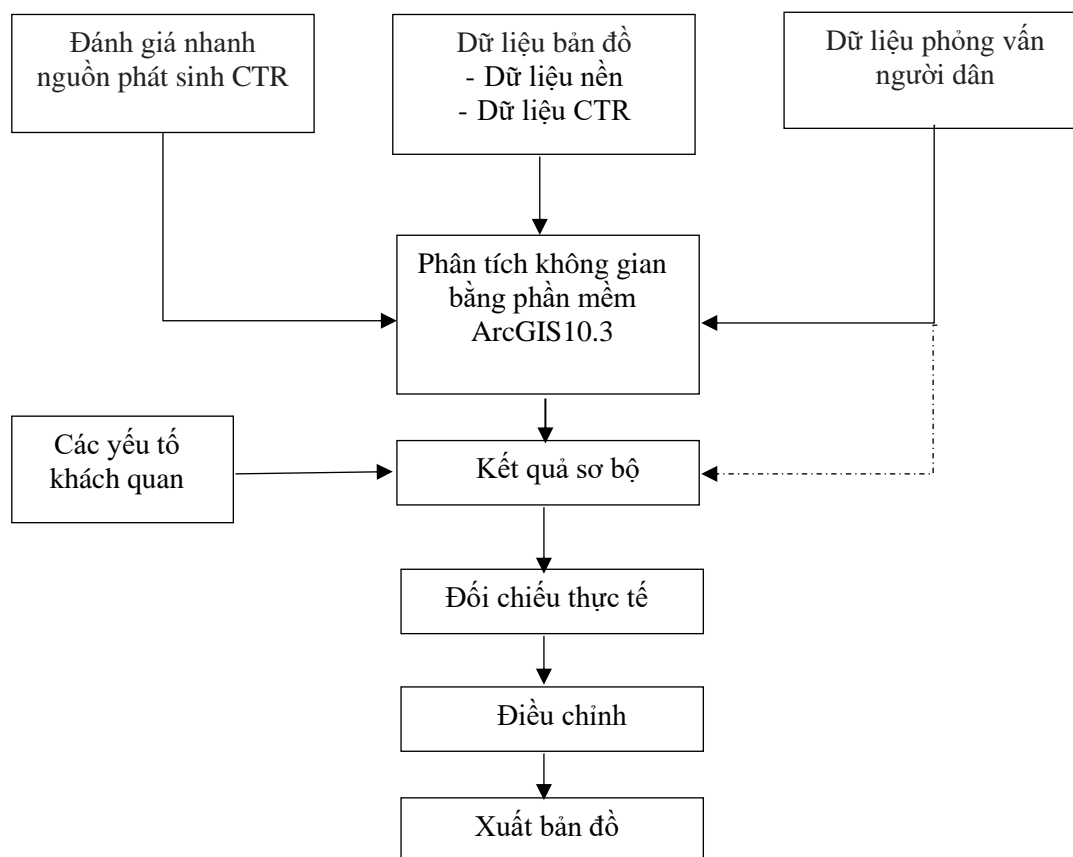 Đánh giá nhanh
nguồn phát sinh CTR
Dữ liệu bản đồ
- Dữ liệu nền
- Dữ liệu CTR
Dữ liệu phỏng vấn
người dân
Phân tích không gian
bằng phần mềm
ArcGIS10.3
Các yếu tố
khách quan
Kết quả sơ bộ
Đối chiếu thực tế
Điều chỉnh
Xuất bản đồ